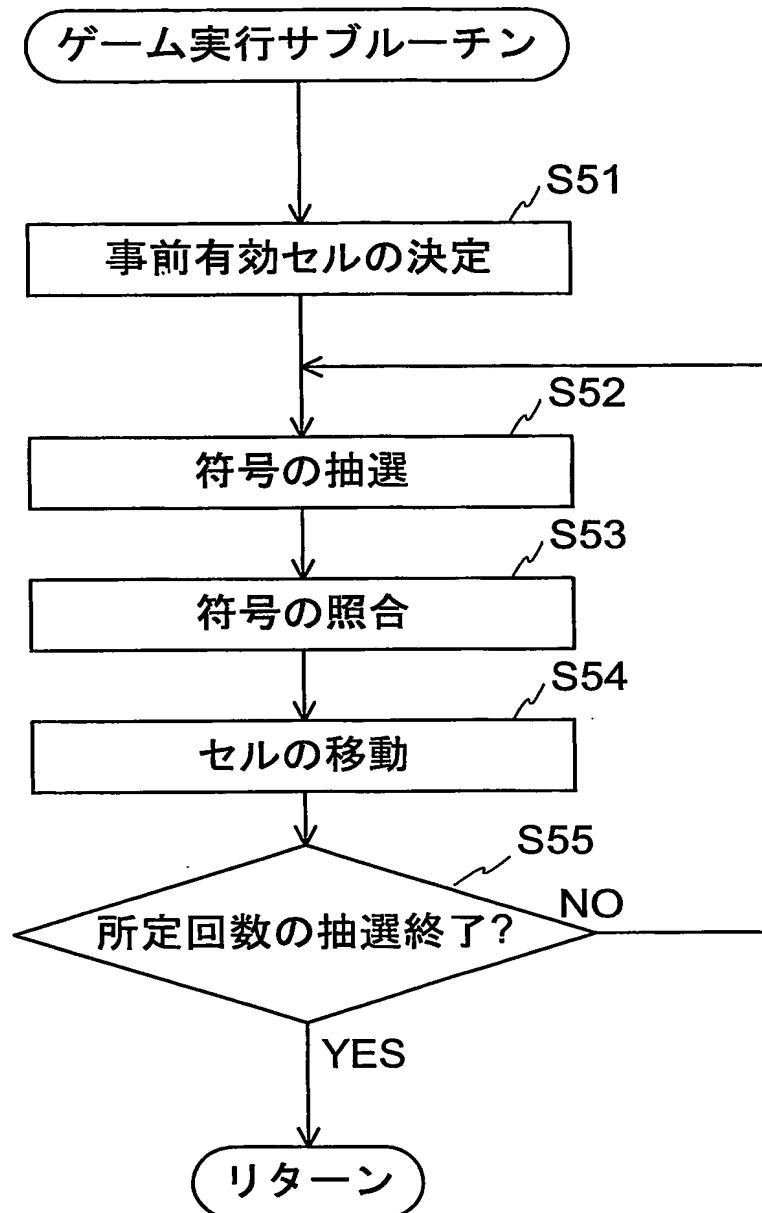 ゲーム実行サブルーチン
S51
事前有効セルの決定
S52
符号の抽選
S53
符号の照合
S54
セルの移動
S55
所定回数の抽選終了?
NO
YES
リターン